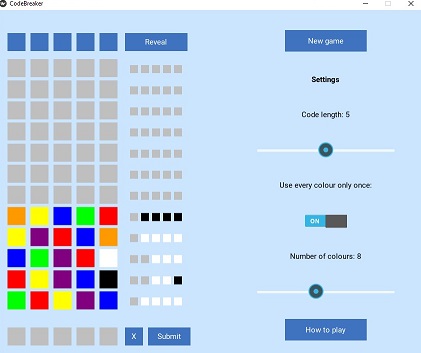 CodeBreaker
Reveal
New game
Settings
Code length: 5
Use every colour only once:
ON
Number of colours: 8
X
Submit
How to play